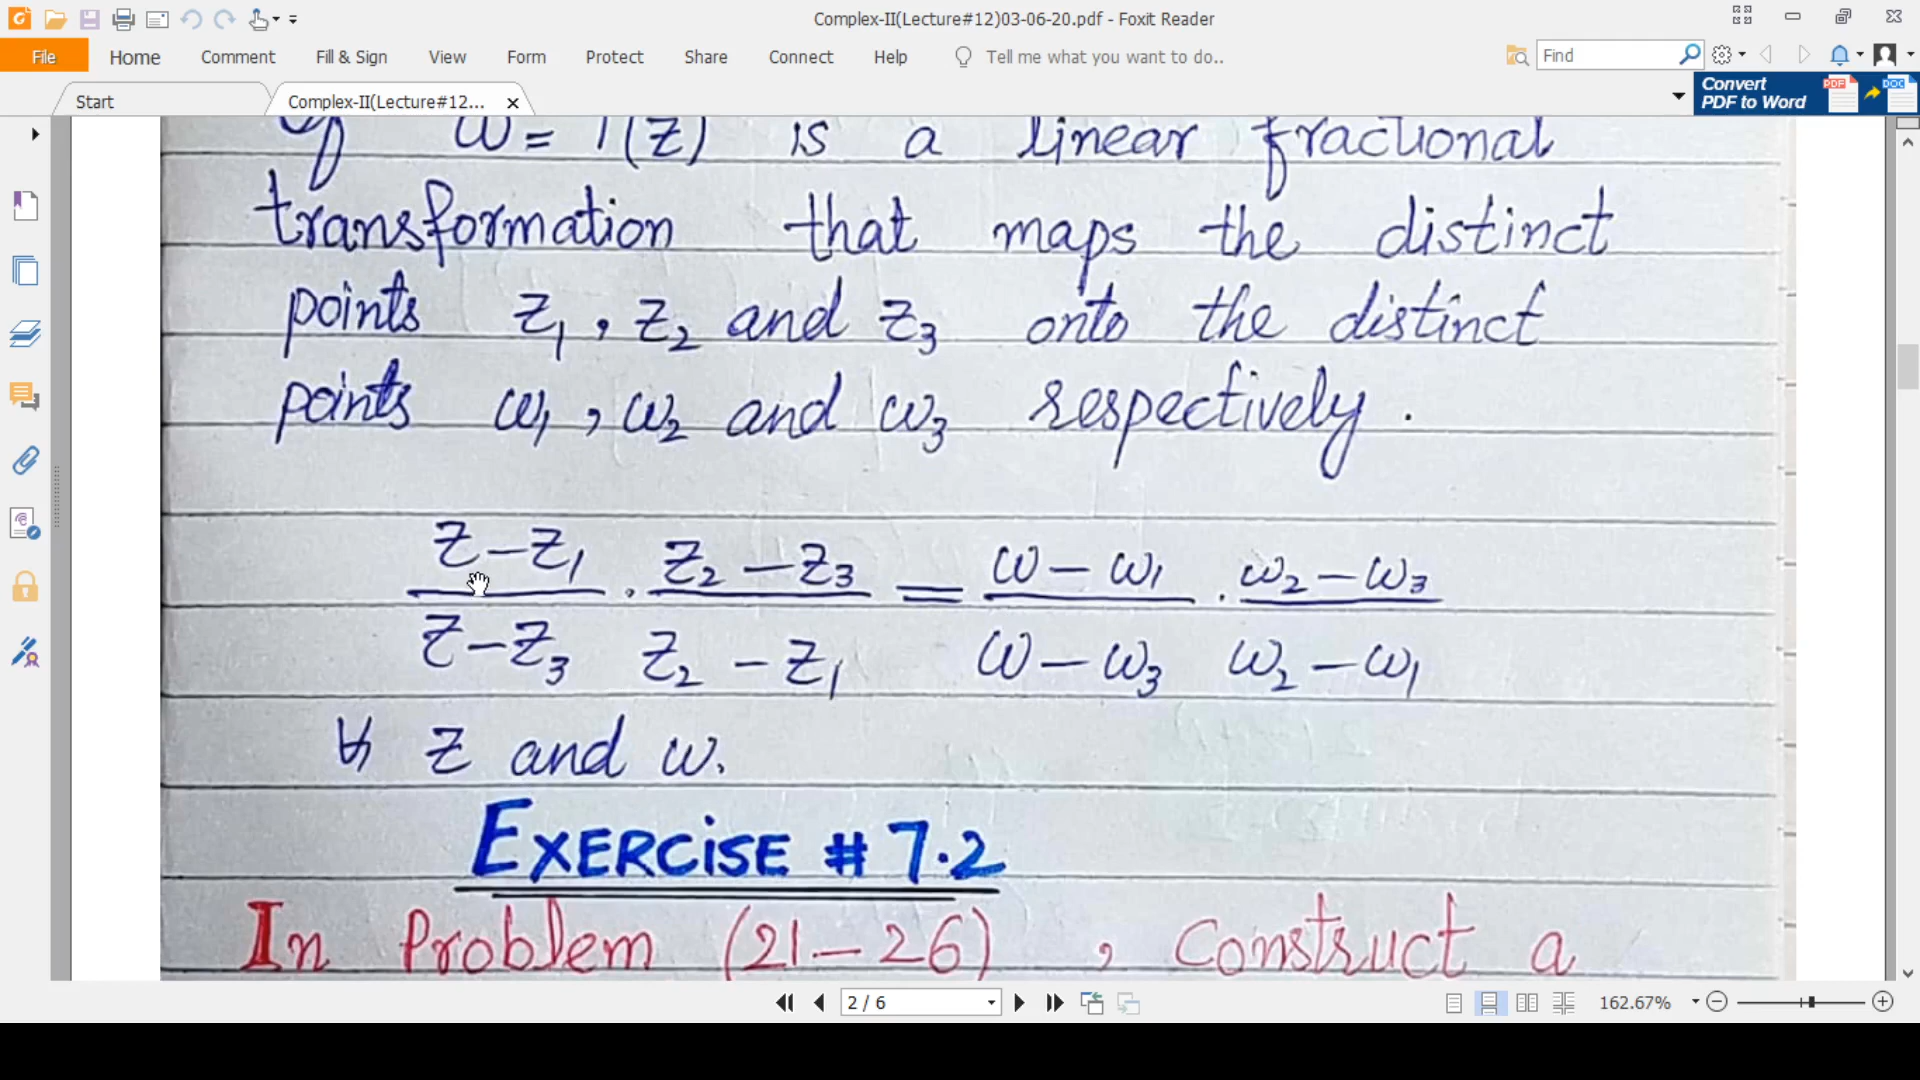 Complex-II(Lecture#12)03-06-20.pdf - Foxit Reader
File Home Comment Fill & Sign View Form Protect Share Connect Help Tell me what you want to do.. Find
Start Complex-II(Lecture#12... Convert PDF to Word
If w = T(z) is a linear fractional
transformation that maps the distinct
points z₁, z₂ and z₃ onto the distinct
points w₁, w₂ and w₃ respectively.
(z−z₁)/(z−z₃) · (z₂−z₃)/(z₂−z₁) = (w−w₁)/(w−w₃) · (w₂−w₃)/(w₂−w₁)
∀ z and w.
EXERCISE # 7.2
In Problem (21−26), Construct a
2 / 6 162.67%